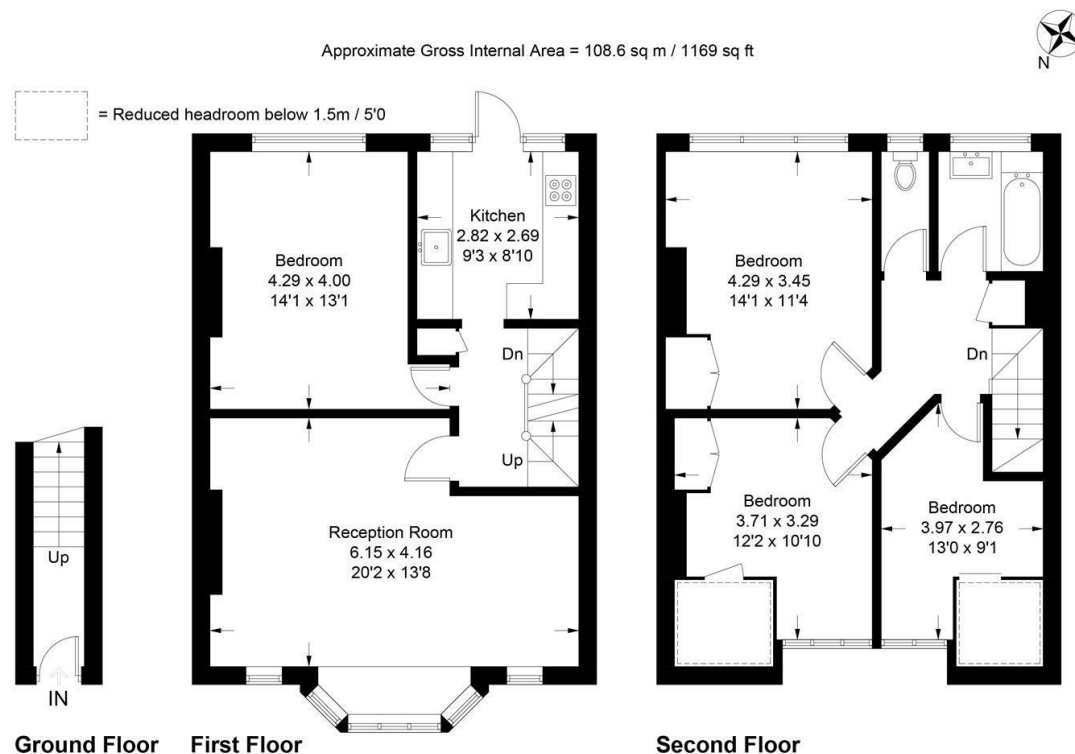 Approximate Gross Internal Area = 108.6 sq m / 1169 sq ft
N
= Reduced headroom below 1.5m / 5'0
Up
IN
Ground Floor
Bedroom
4.29 x 4.00
14'1 x 13'1
Kitchen
2.82 x 2.69
9'3 x 8'10
Dn
Up
Reception Room
6.15 x 4.16
20'2 x 13'8
First Floor
Bedroom
4.29 x 3.45
14'1 x 11'4
Dn
Bedroom
3.71 x 3.29
12'2 x 10'10
Bedroom
3.97 x 2.76
13'0 x 9'1
Second Floor